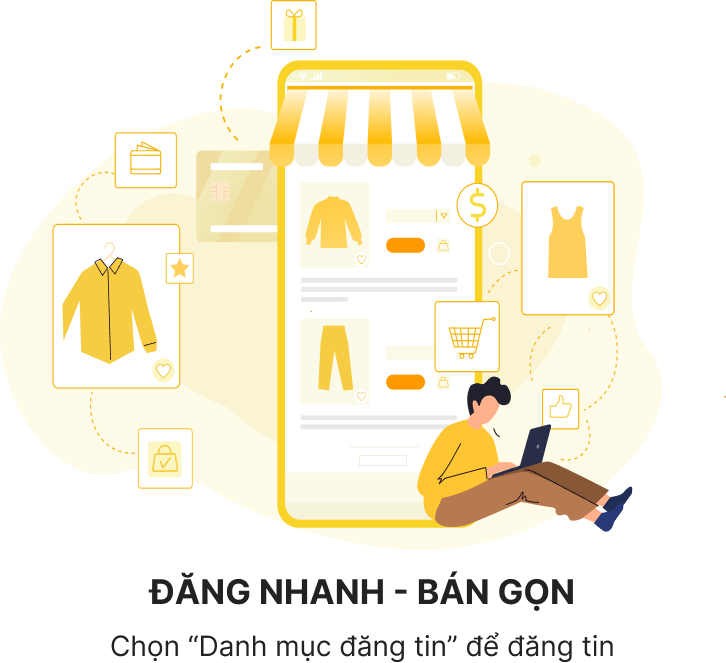 $
ĐĂNG NHANH - BÁN GỌN
Chọn “Danh mục đăng tin” để đăng tin